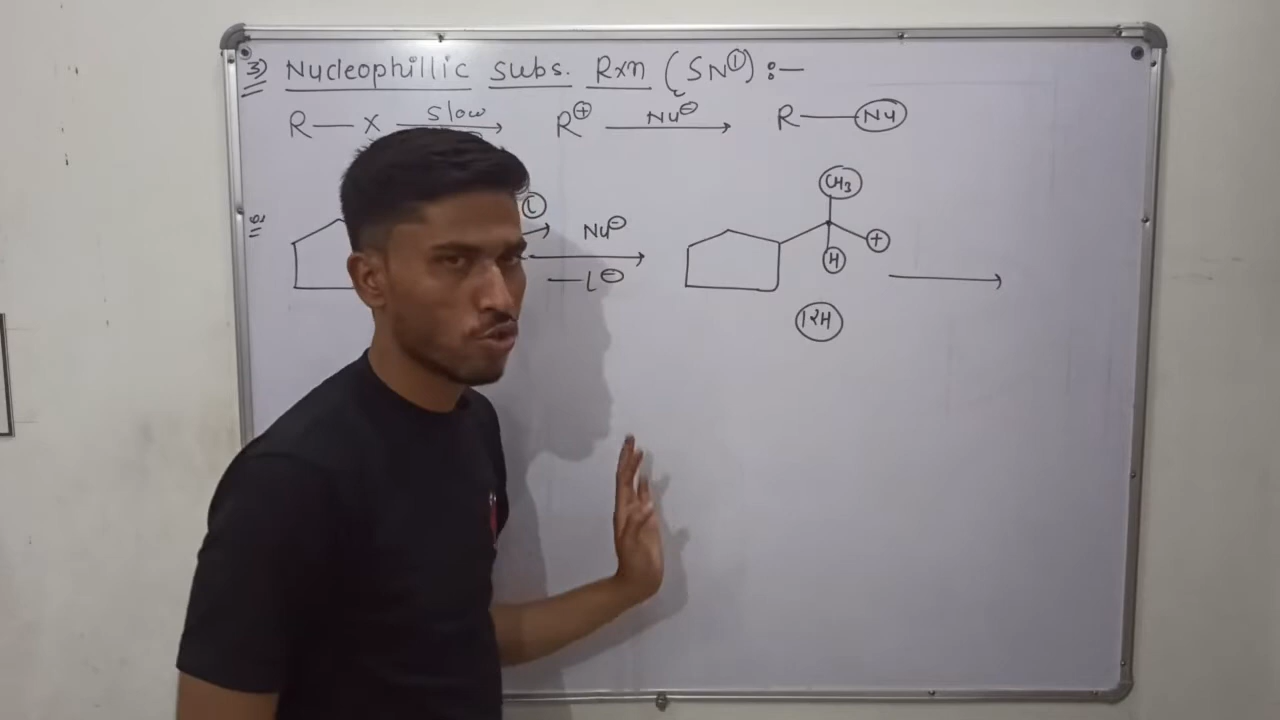 3) Nucleophillic subs. Rxn (SN①) :-
R—X slow → R⊕ Nu⊖ → R—Nu
L → Nu⊖ → CH3
—L⊖ H +
12H